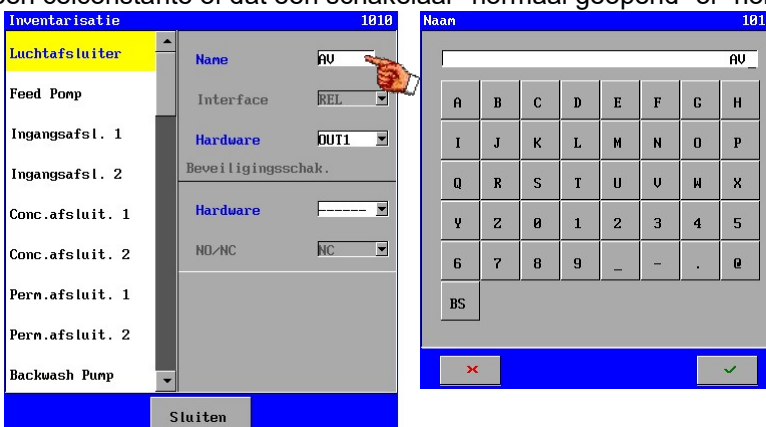 Inventarisatie 1010
Luchtafsluiter
Feed Pomp
Ingangsafsl. 1
Ingangsafsl. 2
Conc.afsluit. 1
Conc.afsluit. 2
Perm.afsluit. 1
Perm.afsluit. 2
Backwash Pump
Name AV
Interface REL
Hardware OUT1
Beveiligingsschak.
Hardware ------
NO/NC NC
Sluiten
Naam 101
AV_
A B C D E F G H
I J K L M N O P
Q R S T U V W X
Y Z 0 1 2 3 4 5
6 7 8 9 _ - . @
BS